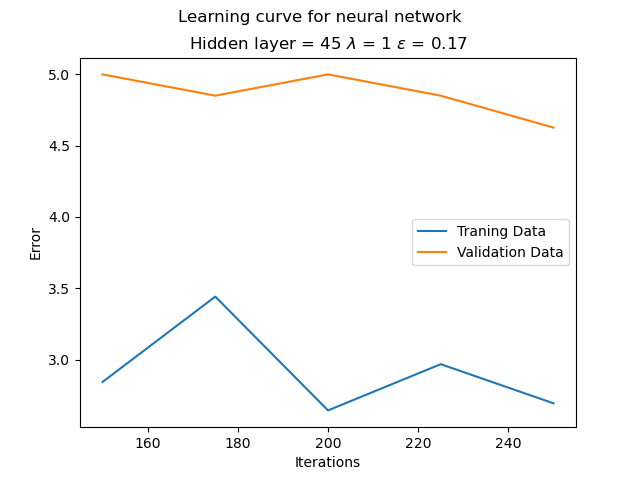 Learning curve for neural network
Hidden layer = 45 λ = 1 ε = 0.17
5.0
4.5
4.0
3.5
3.0
Error
Traning Data
Validation Data
160 180 200 220 240
Iterations